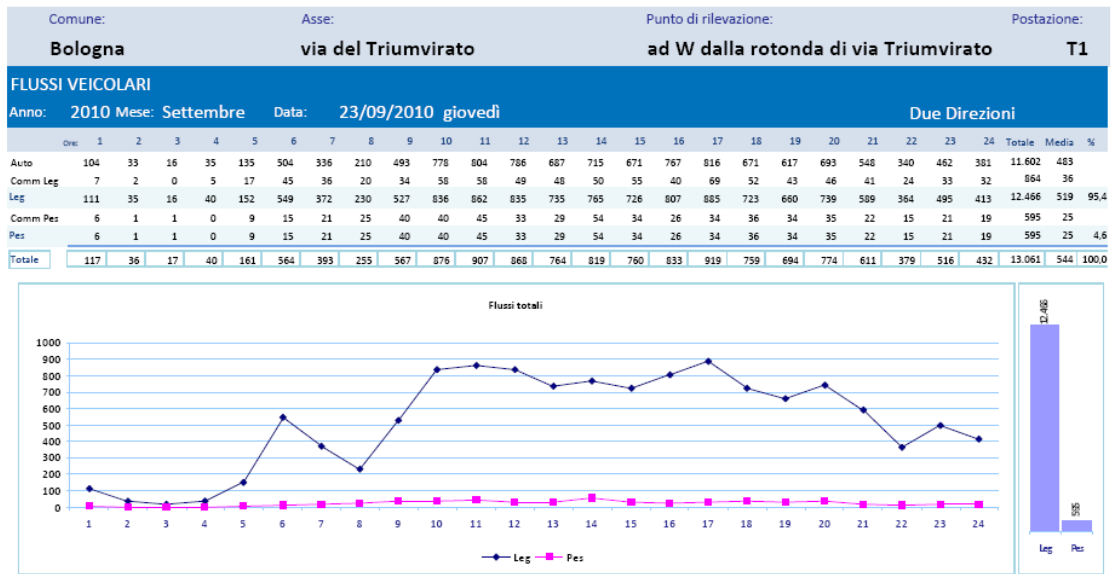 Comune: Asse: Punto di rilevazione: Postazione:
Bologna via del Triumvirato ad W dalla rotonda di via Triumvirato T1
FLUSSI VEICOLARI
Anno: 2010 Mese: Settembre Data: 23/09/2010 giovedì Due Direzioni
Ore: 1 2 3 4 5 6 7 8 9 10 11 12 13 14 15 16 17 18 19 20 21 22 23 24 Totale Media %
Auto 104 33 16 35 135 504 336 210 493 778 804 786 687 715 671 767 816 671 617 693 548 340 462 381 11.602 483
Comm Leg 7 2 0 5 17 45 36 20 34 58 58 49 48 50 55 40 69 52 43 46 41 24 33 32 864 36
Leg 111 35 16 40 152 549 372 230 527 836 862 835 735 765 726 807 885 723 660 739 589 364 495 413 12.466 519 95,4
Comm Pes 6 1 1 0 9 15 21 25 40 40 45 33 29 54 34 26 34 36 34 35 22 15 21 19 595 25
Pes 6 1 1 0 9 15 21 25 40 40 45 33 29 54 34 26 34 36 34 35 22 15 21 19 595 25 4,6
Totale 117 36 17 40 161 564 393 255 567 876 907 868 764 819 760 833 919 759 694 774 611 379 516 432 13.061 544 100,0
Flussi totali
1000
900
800
700
600
500
400
300
200
100
0
1 2 3 4 5 6 7 8 9 10 11 12 13 14 15 16 17 18 19 20 21 22 23 24
Leg Pes
12.466
595
Leg Pes